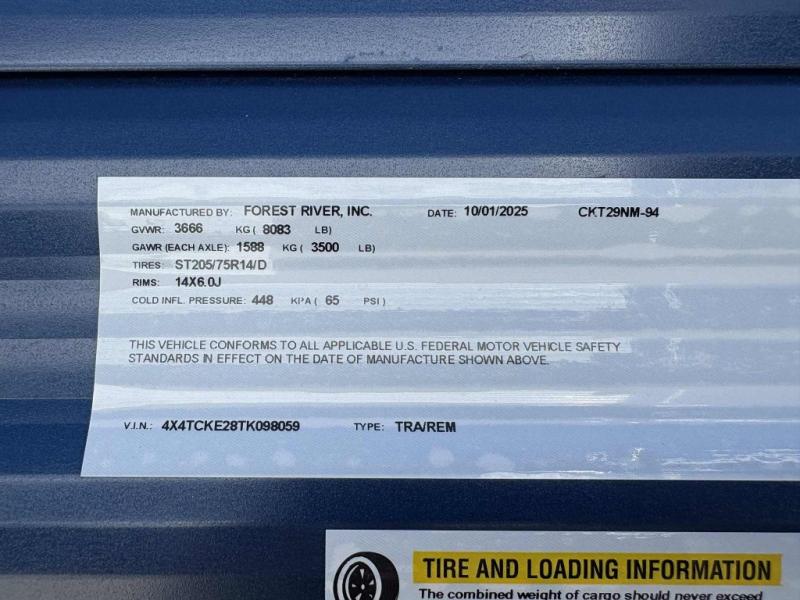 MANUFACTURED BY: FOREST RIVER, INC. DATE: 10/01/2025 CKT29NM-94
GVWR: 3666 KG ( 8083 LB)
GAWR (EACH AXLE): 1588 KG ( 3500 LB)
TIRES: ST205/75R14/D
RIMS: 14X6.0J
COLD INFL. PRESSURE: 448 KPA ( 65 PSI )
THIS VEHICLE CONFORMS TO ALL APPLICABLE U.S. FEDERAL MOTOR VEHICLE SAFETY
STANDARDS IN EFFECT ON THE DATE OF MANUFACTURE SHOWN ABOVE.
V.I.N.: 4X4TCKE28TK098059 TYPE: TRA/REM
TIRE AND LOADING INFORMATION
The combined weight of cargo should never exceed